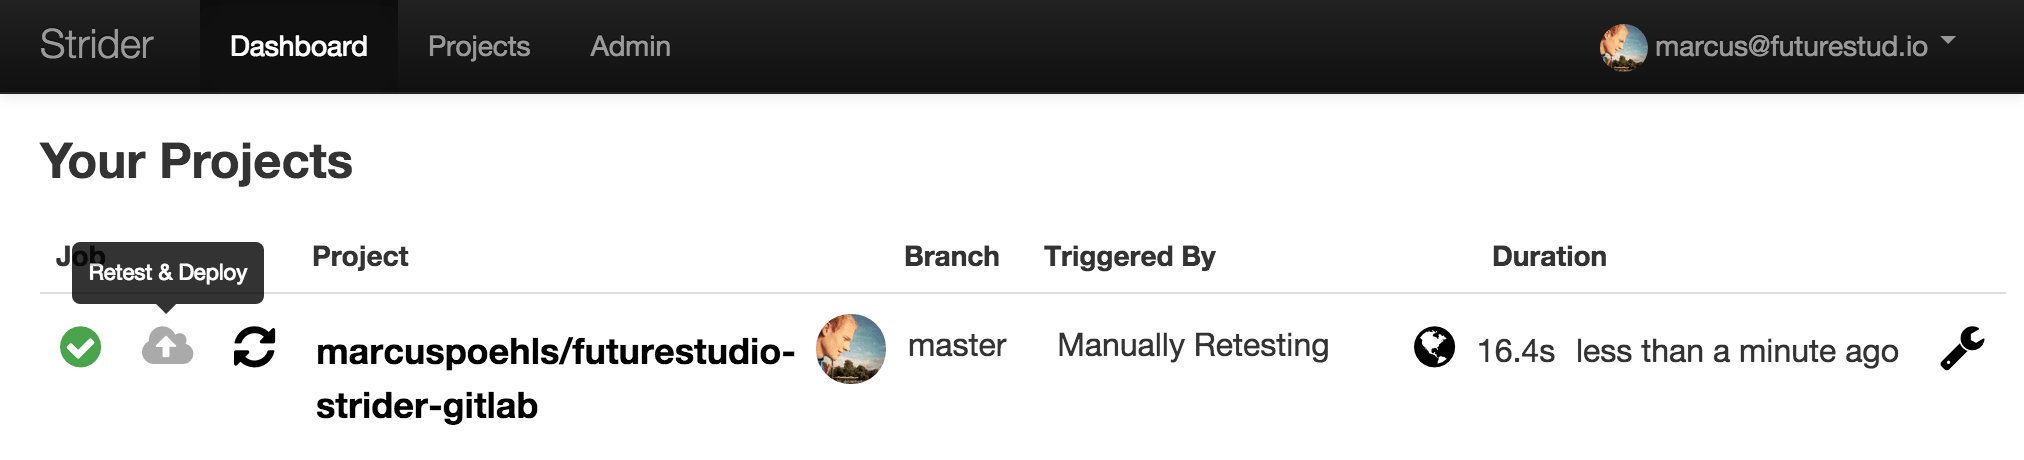 Strider Dashboard Projects Admin marcus@futurestud.io
Your Projects
Job Project Branch Triggered By Duration
Retest & Deploy
marcuspoehls/futurestudio- master Manually Retesting 16.4s less than a minute ago
strider-gitlab